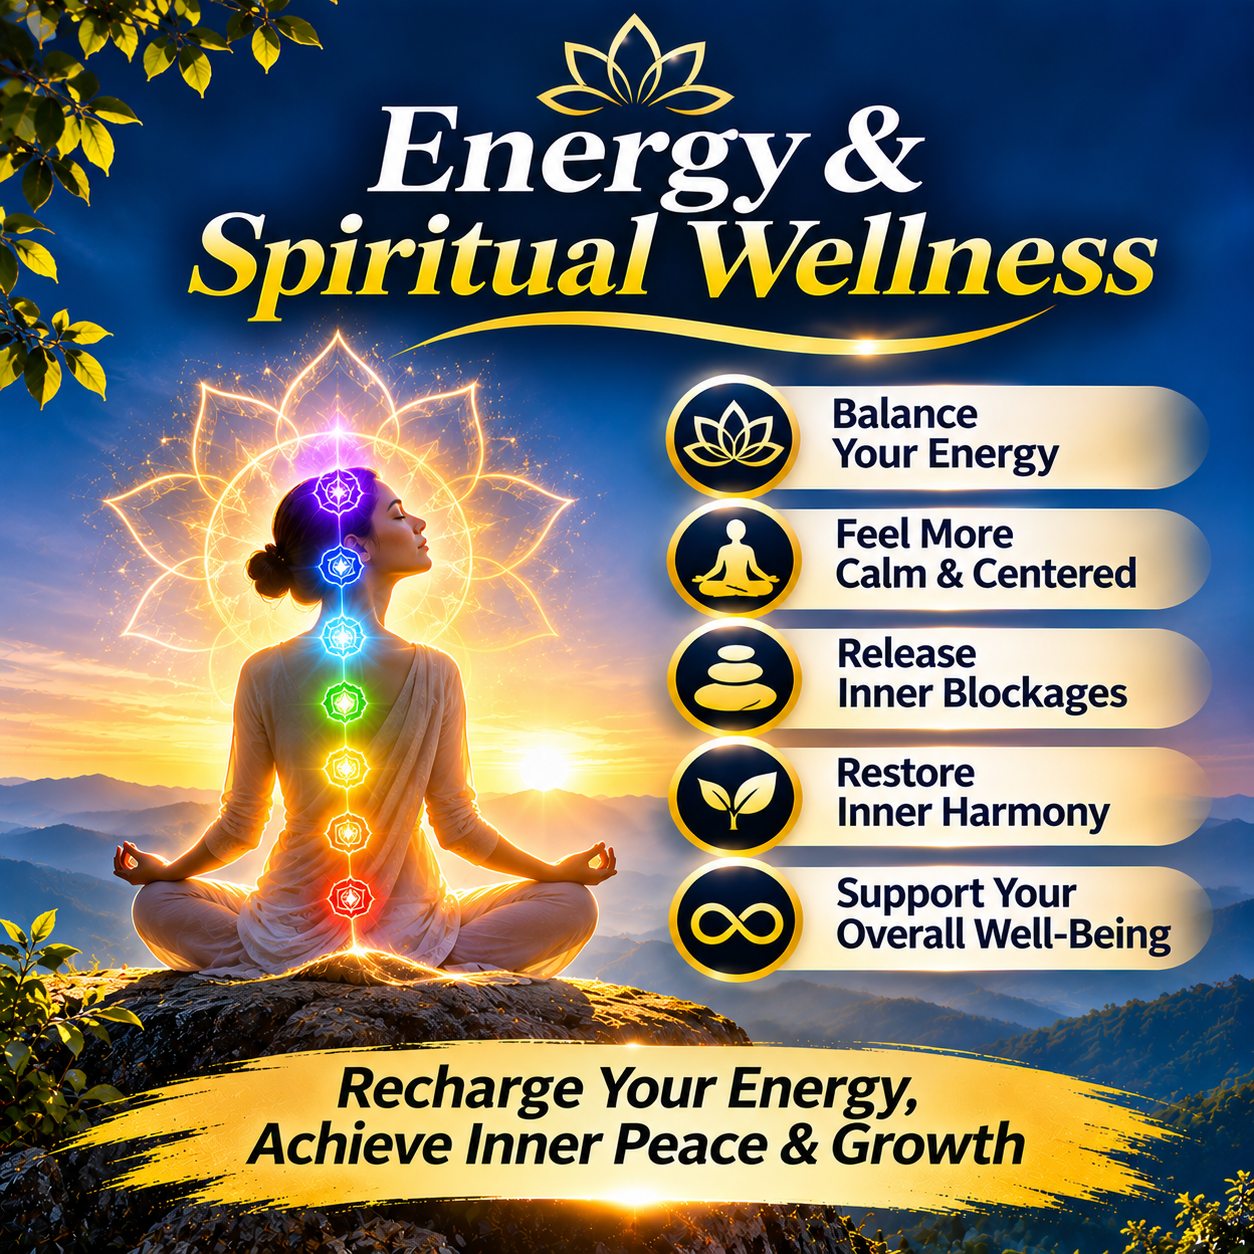 Energy &
Spiritual Wellness
Balance
Your Energy
Feel More
Calm & Centered
Release
Inner Blockages
Restore
Inner Harmony
Support Your
Overall Well-Being
Recharge Your Energy,
Achieve Inner Peace & Growth